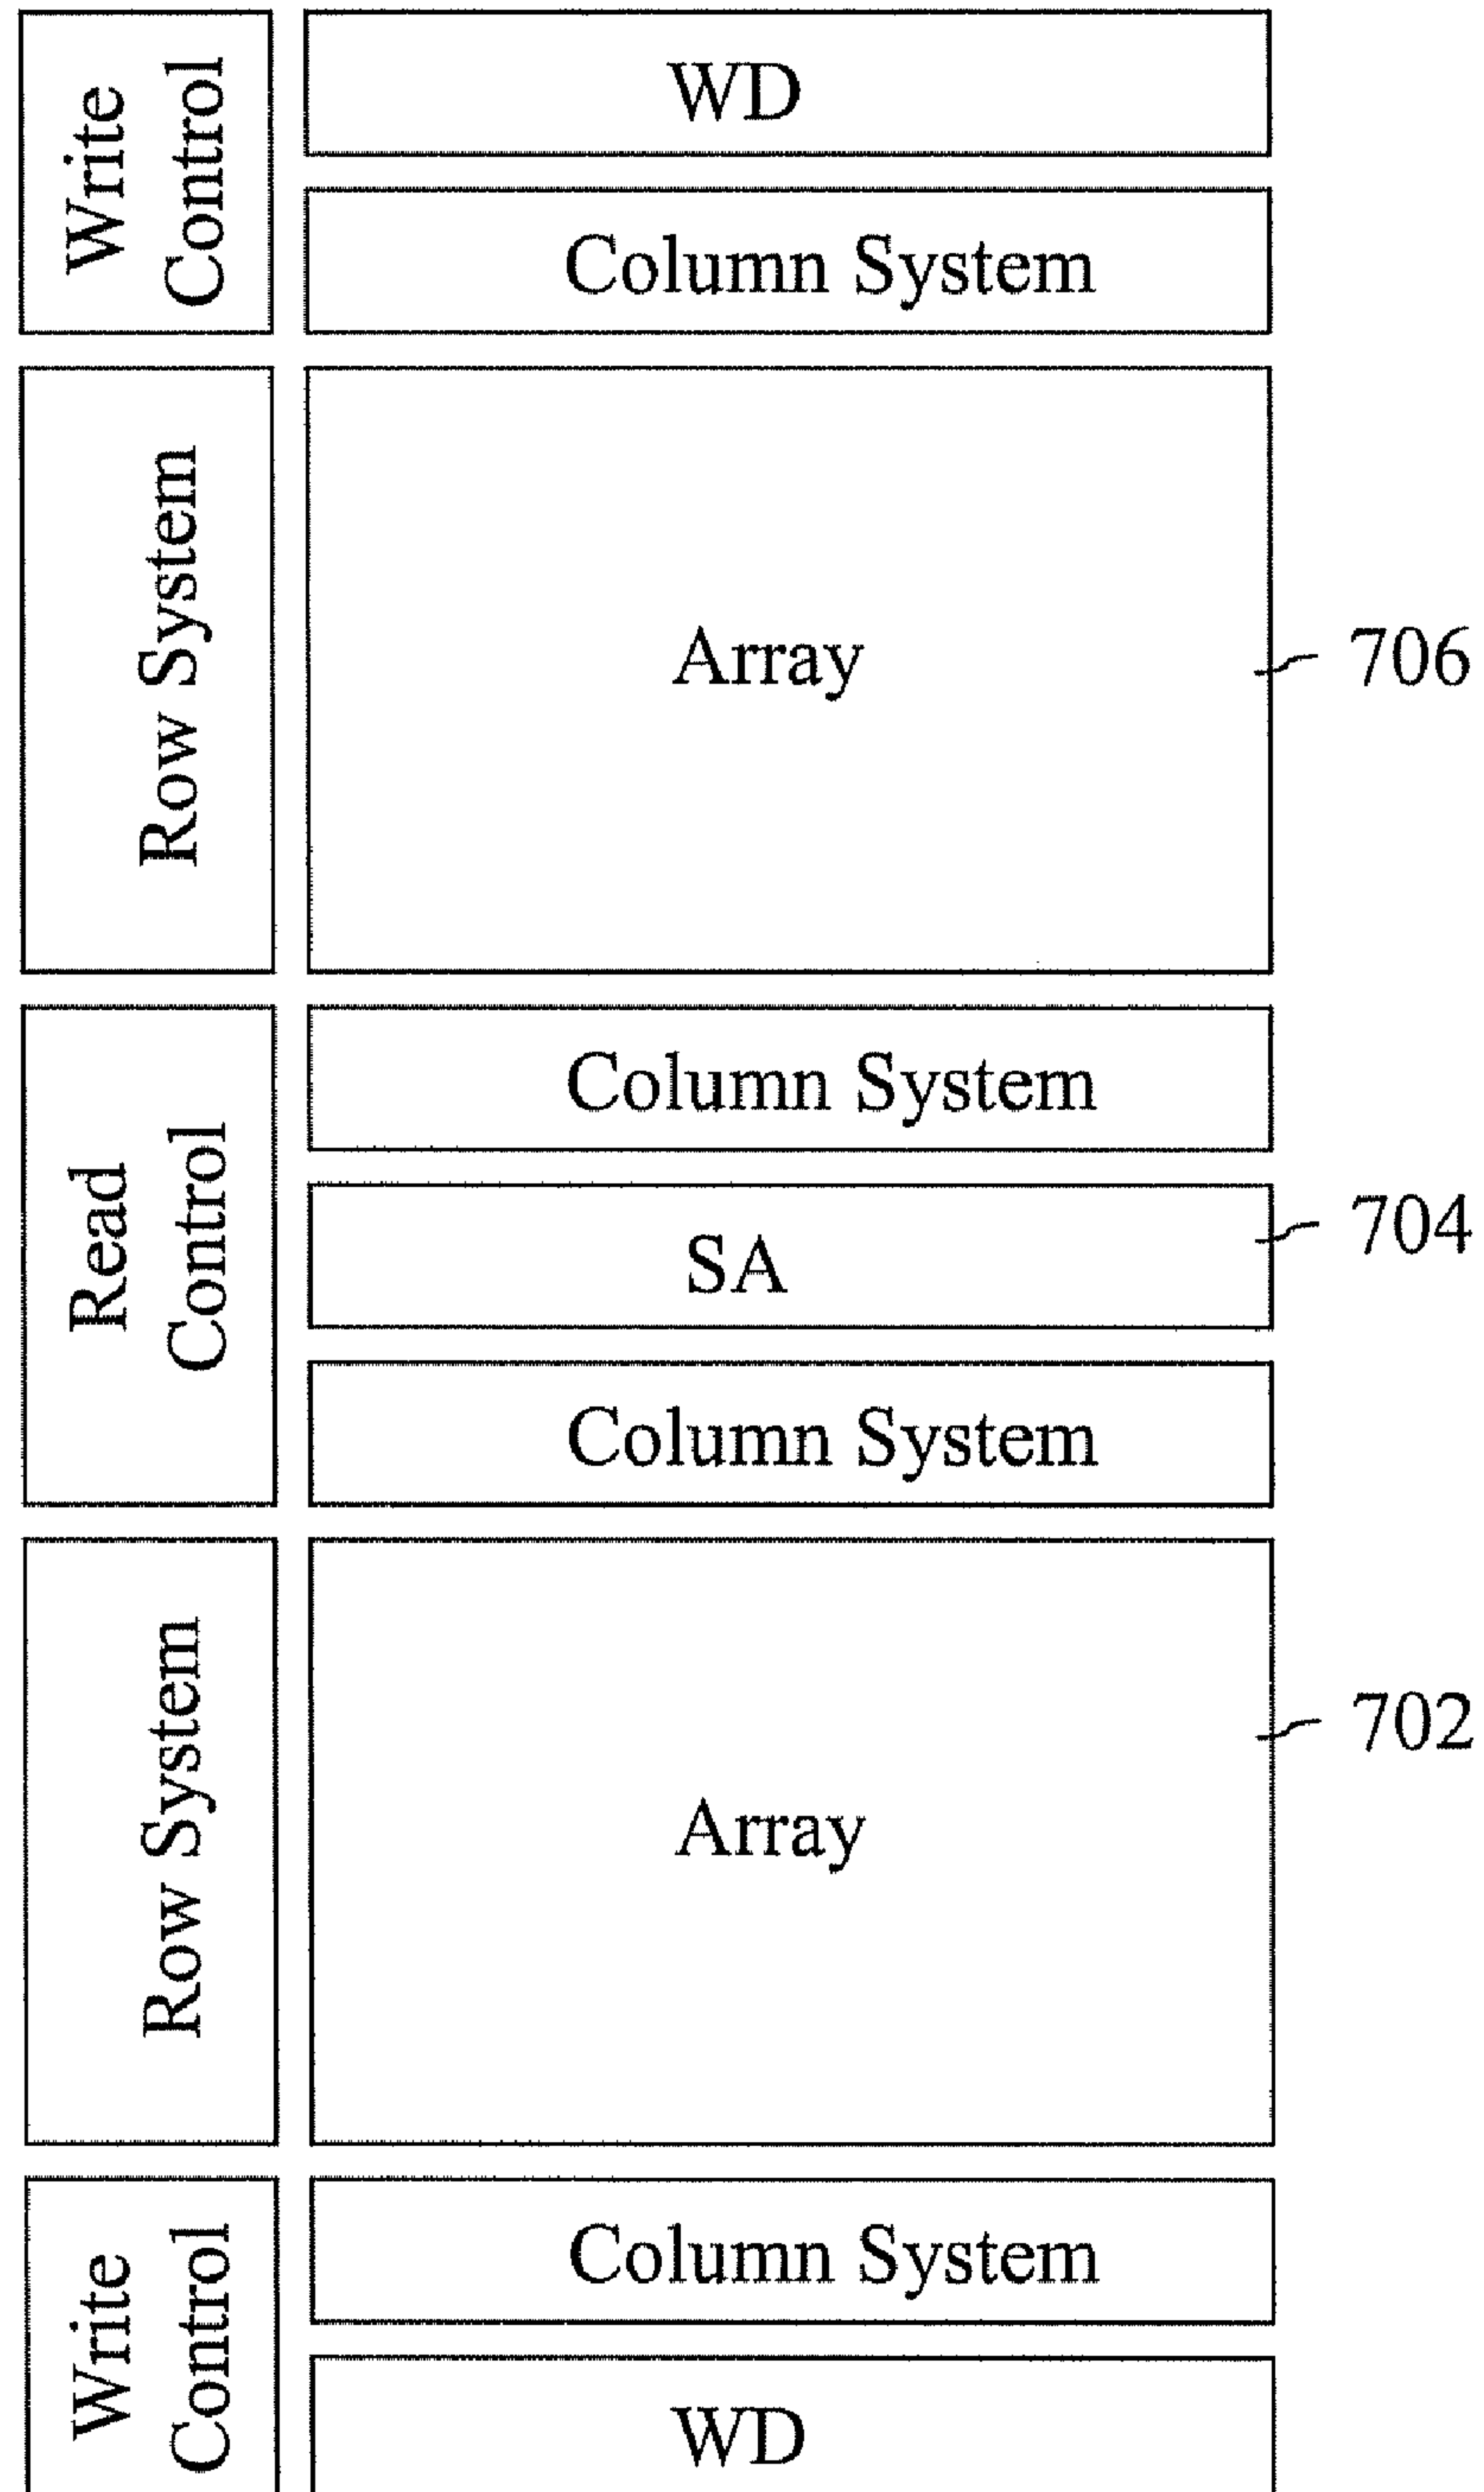 Write
Control
WD
Column System
Row System
Array
706
Read
Control
Column System
SA
704
Column System
Row System
Array
702
Write
Control
Column System
WD